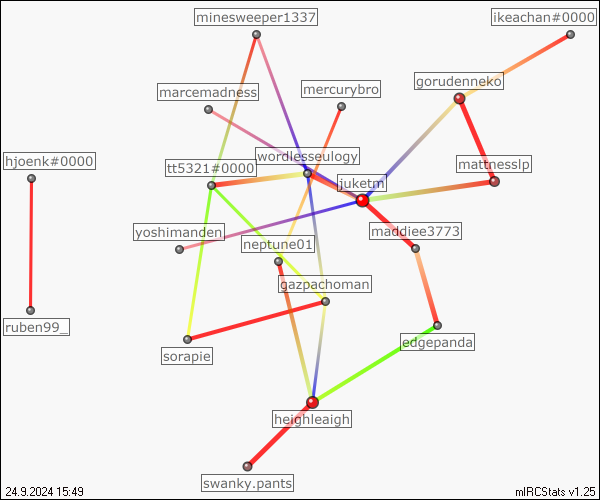 minesweeper1337
ikeachan#0000
gorudenneko
marcemadness
mercurybro
hjoenk#0000
wordlesseulogy
mattnesslp
tt5321#0000
juketm
yoshimanden
maddiee3773
neptune01
gazpachoman
ruben99_
edgepanda
sorapie
heighleaigh
swanky.pants
24.9.2024 15:49
mIRCStats v1.25